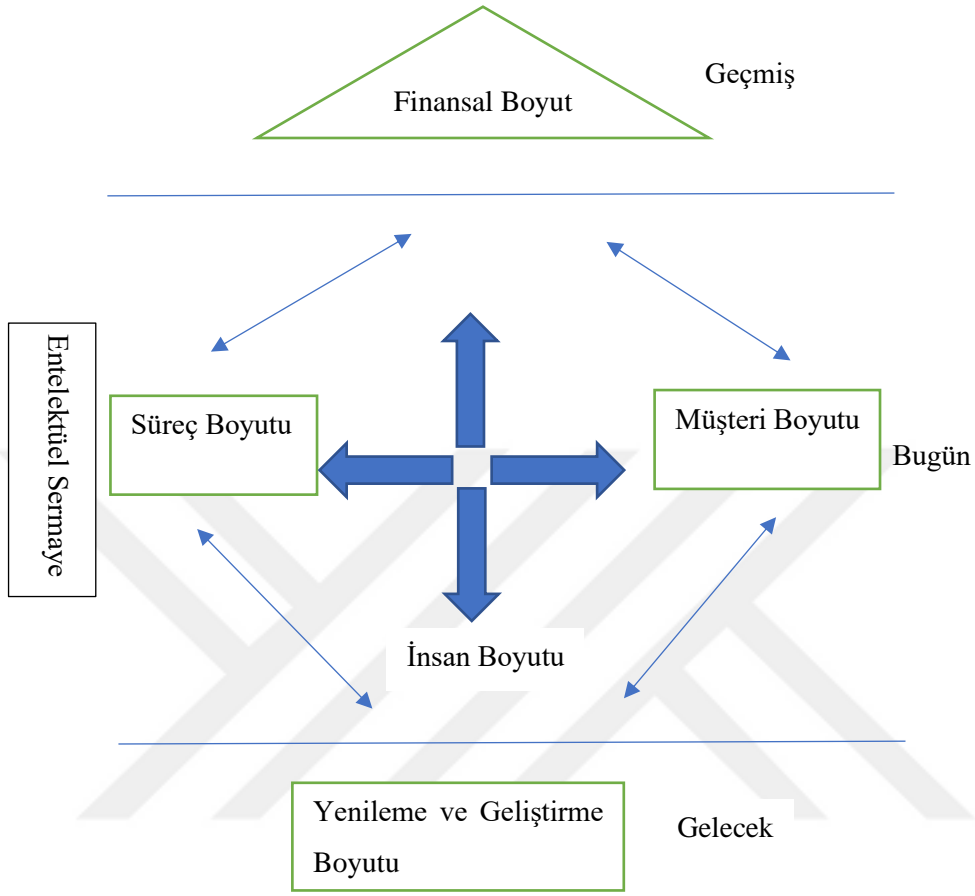 Geçmiş
Finansal Boyut
Entelektüel Sermaye
Süreç Boyutu
Müşteri Boyutu
Bugün
İnsan Boyutu
Yenileme ve Geliştirme
Boyutu
Gelecek